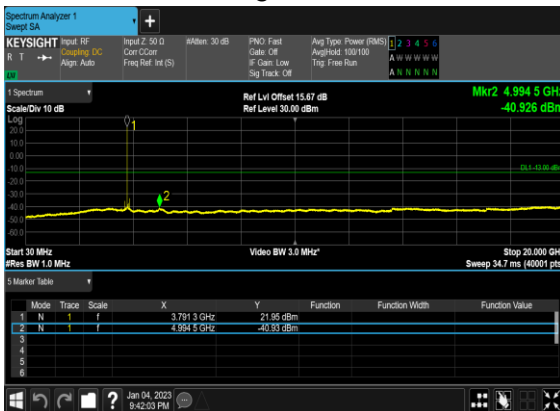 Spectrum Analyzer 1
Swept SA
KEYSIGHT Input: RF Input Z: 50 Ω #Atten: 30 dB PNO: Fast Avg Type: Power (RMS) 1 2 3 4 5 6
R T Coupling: DC Corr CCorr Gate: Off Avg|Hold: 100/100 A W W W W W
Align: Auto Freq Ref: Int (S) IF Gain: Low Trig: Free Run
Sig Track: Off A N N N N N
1 Spectrum
Ref Lvl Offset 15.67 dB Mkr2 4.994 5 GHz
Scale/Div 10 dB Ref Level 30.00 dBm -40.926 dBm
Log
20.0
10.0
0.00
-10.0
DL1 -13.00 dBm
-20.0
-30.0
-40.0
-50.0
-60.0
1
2
Start 30 MHz Video BW 3.0 MHz* Stop 20.000 GHz
#Res BW 1.0 MHz Sweep 34.7 ms (40001 pts)
5 Marker Table
Mode Trace Scale X Y Function Function Width Function Value
1 N 1 f 3.791 3 GHz 21.95 dBm
2 N 1 f 4.994 5 GHz -40.93 dBm
3
4
5
6
? Jan 04, 2023
9:42:03 PM